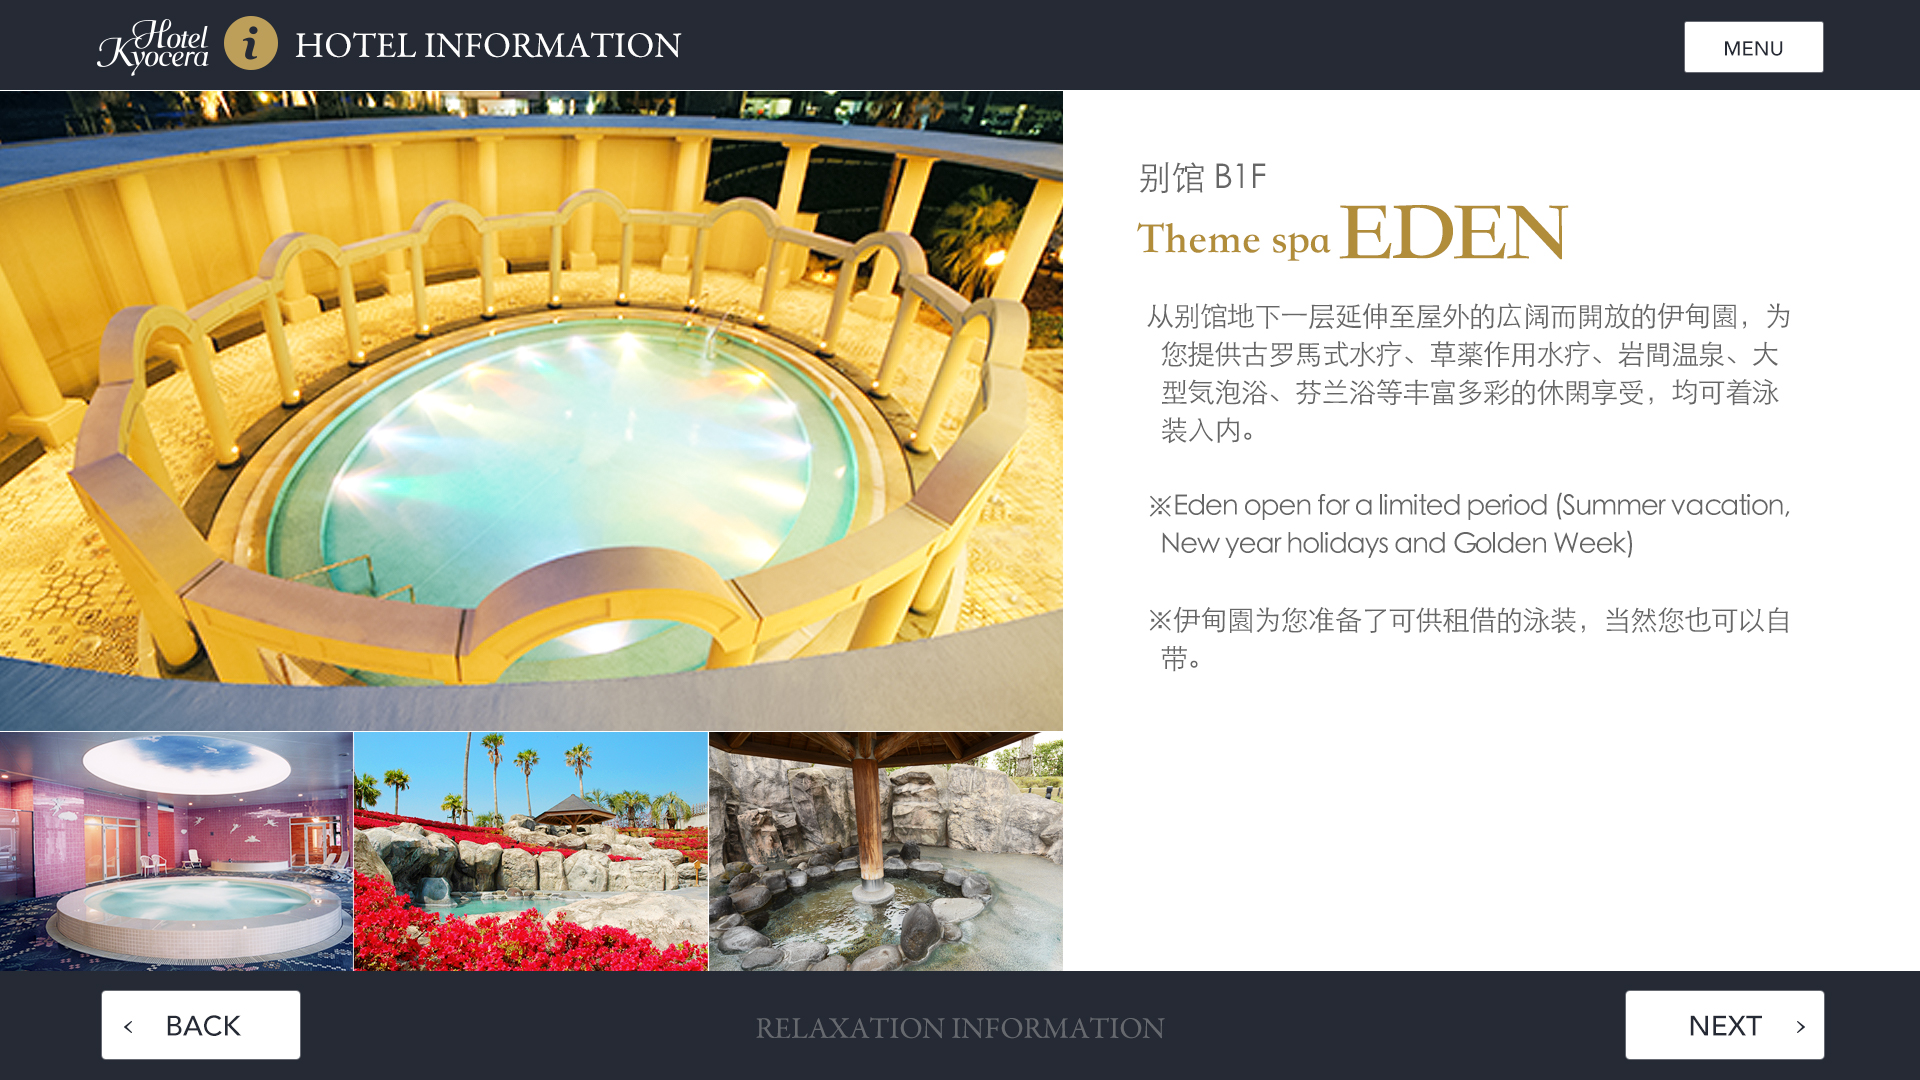 Hotel
Kyocera
i
HOTEL INFORMATION
MENU
别馆 B1F
Theme spa EDEN
从别馆地下一层延伸至屋外的広阔而開放的伊甸園，为
您提供古罗馬式水疗、草薬作用水疗、岩間温泉、大
型気泡浴、芬兰浴等丰富多彩的休閑享受，均可着泳
装入内。
※Eden open for a limited period (Summer vacation,
New year holidays and Golden Week)
※伊甸園为您准备了可供租借的泳装，当然您也可以自
带。
< BACK
RELAXATION INFORMATION
NEXT >